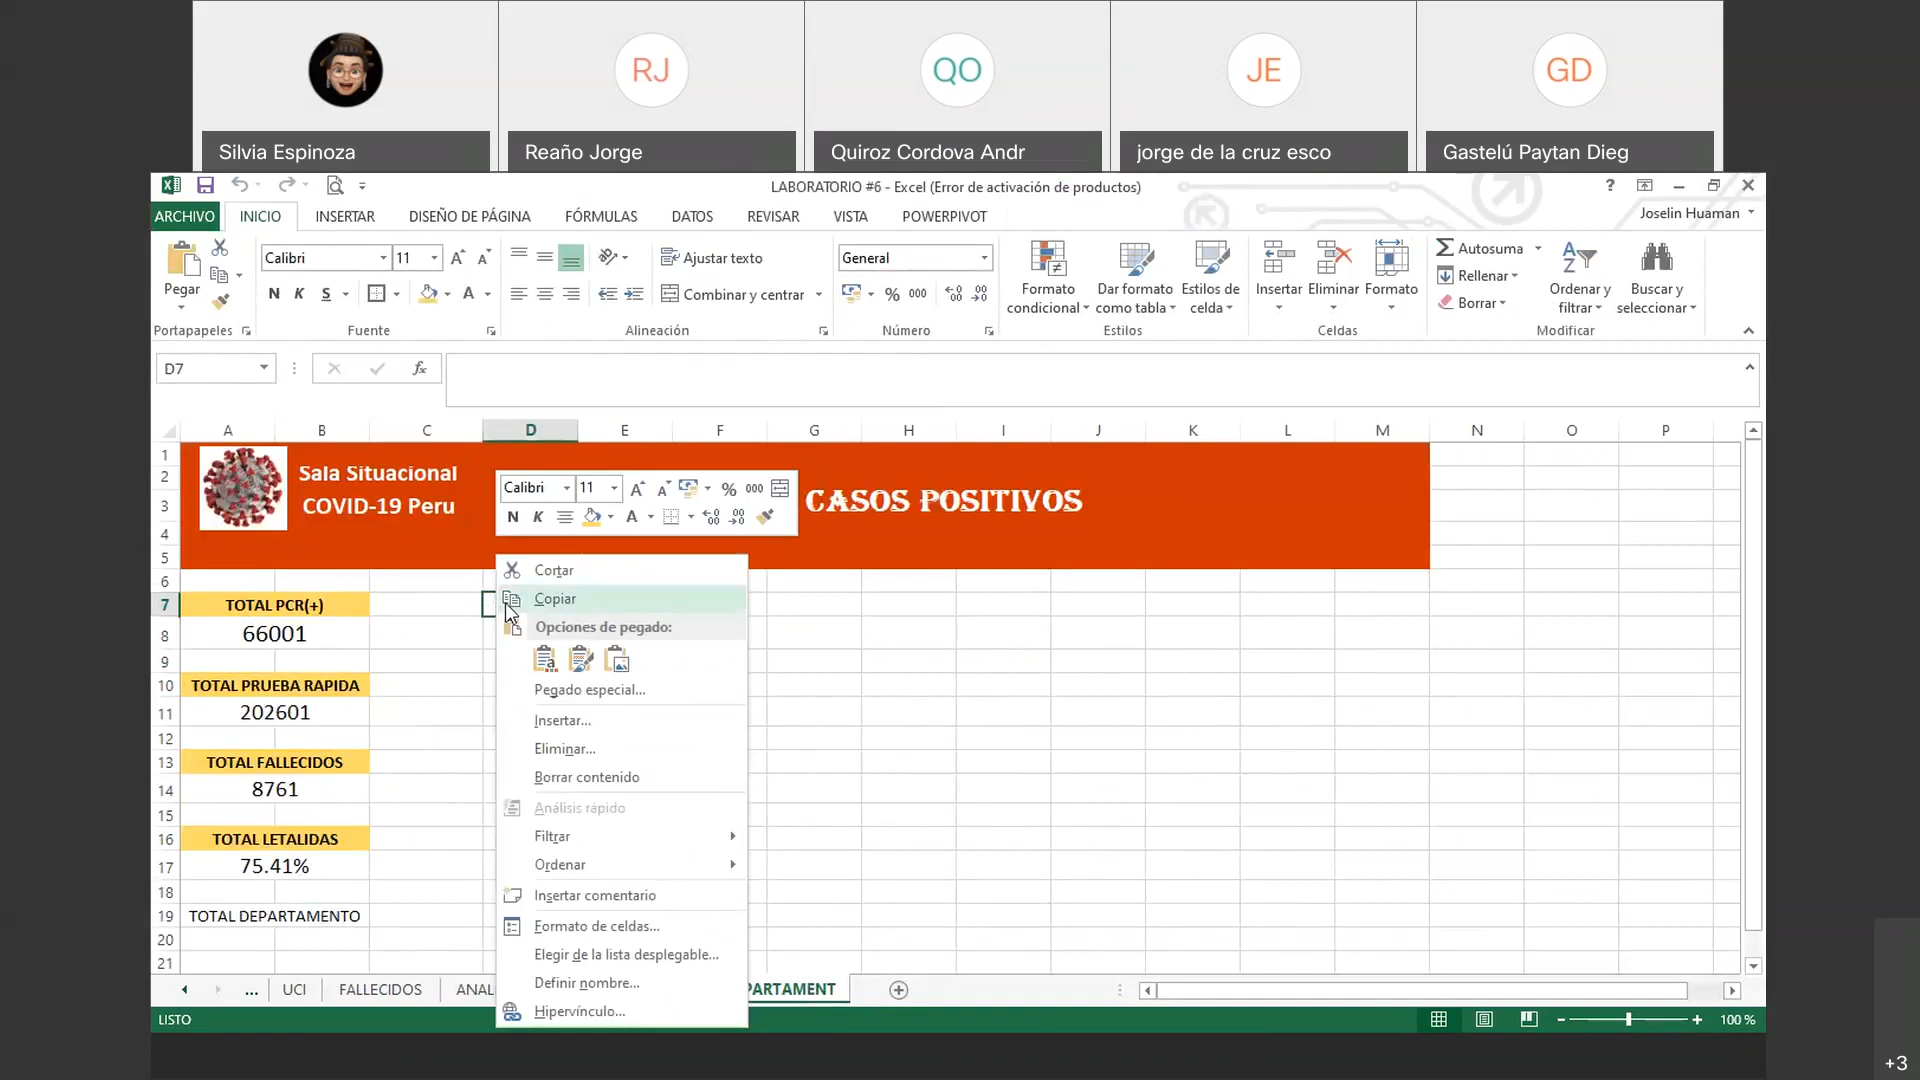 RJ
QO
JE
GD
Silvia Espinoza
Reaño Jorge
Quiroz Cordova Andr
jorge de la cruz esco
Gastelú Paytan Dieg
LABORATORIO #6 - Excel (Error de activación de productos)
ARCHIVO INICIO INSERTAR DISEÑO DE PÁGINA FÓRMULAS DATOS REVISAR VISTA POWERPIVOT
Joselin Huaman
Pegar
Calibri 11
Ajustar texto
General
Formato condicional
Dar formato como tabla
Estilos de celda
Insertar
Eliminar
Formato
Autosuma
Rellenar
Borrar
Ordenar y filtrar
Buscar y seleccionar
N K S
Combinar y centrar
% 000
Portapapeles
Fuente
Alineación
Número
Estilos
Celdas
Modificar
D7
fx
A B C D E F G H I J K L M N O P
1
2
3
4
5
6
7
8
9
10
11
12
13
14
15
16
17
18
19
20
21
Sala Situacional
COVID-19 Peru
CASOS POSITIVOS
Calibri 11
% 000
N K A
TOTAL PCR(+)
66001
TOTAL PRUEBA RAPIDA
202601
TOTAL FALLECIDOS
8761
TOTAL LETALIDAS
75.41%
TOTAL DEPARTAMENTO
Cortar
Copiar
Opciones de pegado:
Pegado especial...
Insertar...
Eliminar...
Borrar contenido
Análisis rápido
Filtrar
Ordenar
Insertar comentario
Formato de celdas...
Elegir de la lista desplegable...
Definir nombre...
Hipervínculo...
... UCI FALLECIDOS ANAL PARTAMENT
LISTO
100 %
+3